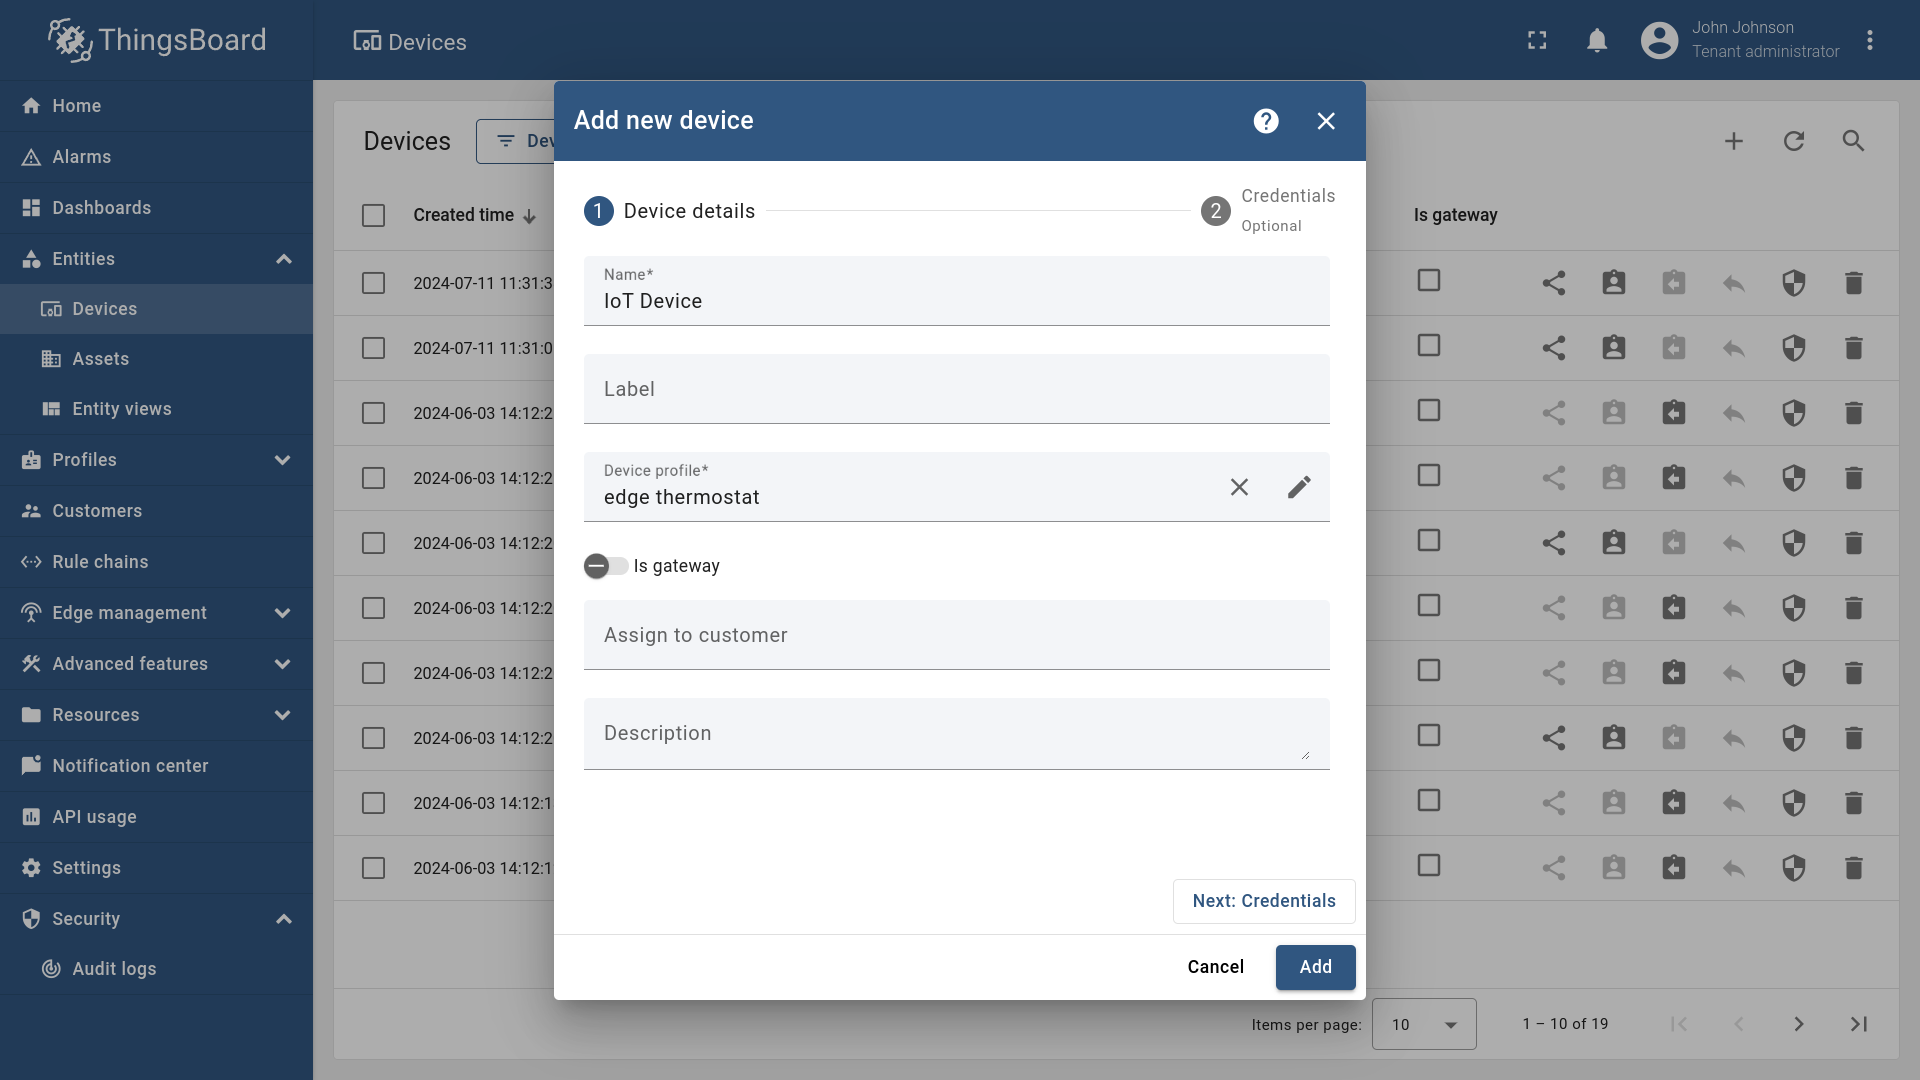 ThingsBoard
Devices
John Johnson
Tenant administrator
Home
Alarms
Dashboards
Entities
Devices
Assets
Entity views
Profiles
Customers
Rule chains
Edge management
Advanced features
Resources
Notification center
API usage
Settings
Security
Audit logs
Devices
Dev
Created time
Is gateway
2024-07-11 11:31:3
2024-07-11 11:31:0
2024-06-03 14:12:2
2024-06-03 14:12:2
2024-06-03 14:12:2
2024-06-03 14:12:2
2024-06-03 14:12:2
2024-06-03 14:12:2
2024-06-03 14:12:1
2024-06-03 14:12:1
Items per page:
10
1 – 10 of 19
Add new device
1 Device details
2 Credentials
Optional
Name*
IoT Device
Label
Device profile*
edge thermostat
Is gateway
Assign to customer
Description
Next: Credentials
Cancel
Add